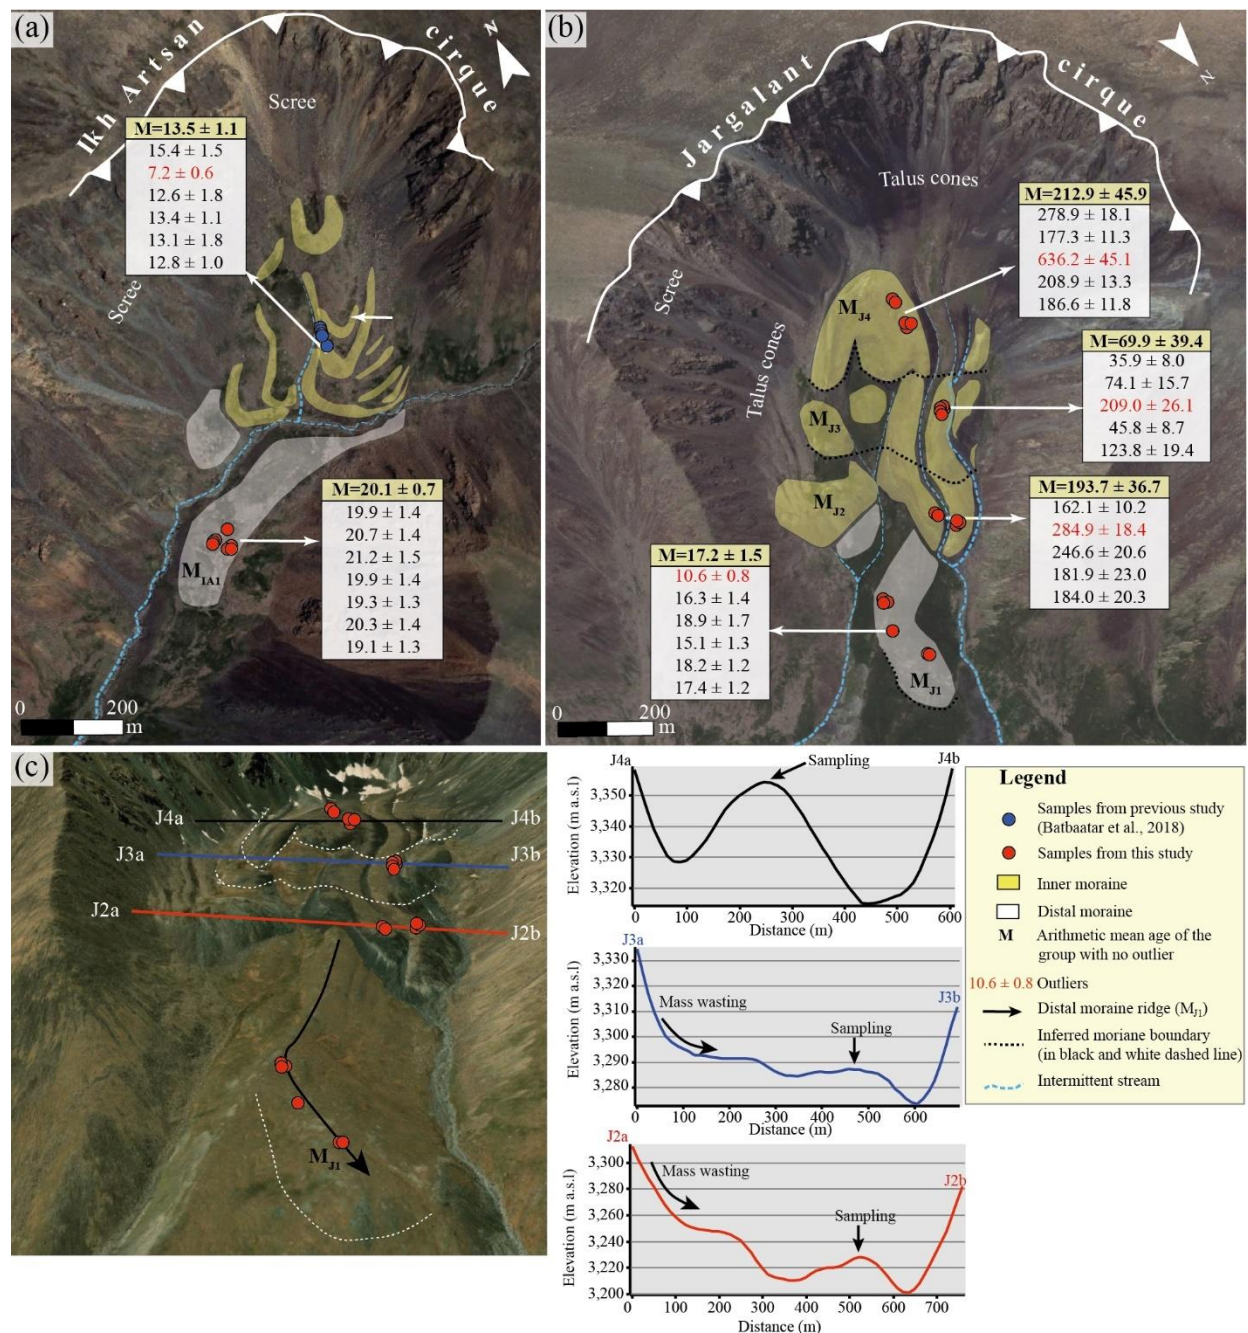 (a)
Ikh Artsan cirque
N
Scree
Scree
M=13.5 ± 1.1
15.4 ± 1.5
7.2 ± 0.6
12.6 ± 1.8
13.4 ± 1.1
13.1 ± 1.8
12.8 ± 1.0
M=20.1 ± 0.7
19.9 ± 1.4
20.7 ± 1.4
21.2 ± 1.5
19.9 ± 1.4
19.3 ± 1.3
20.3 ± 1.4
19.1 ± 1.3
MIA1
0 200
m
(b)
Jargalant cirque
N
Talus cones
Scree
Talus cones
M=212.9 ± 45.9
278.9 ± 18.1
177.3 ± 11.3
636.2 ± 45.1
208.9 ± 13.3
186.6 ± 11.8
MJ4
M=69.9 ± 39.4
35.9 ± 8.0
74.1 ± 15.7
209.0 ± 26.1
45.8 ± 8.7
123.8 ± 19.4
MJ3
M=193.7 ± 36.7
162.1 ± 10.2
284.9 ± 18.4
246.6 ± 20.6
181.9 ± 23.0
184.0 ± 20.3
MJ2
M=17.2 ± 1.5
10.6 ± 0.8
16.3 ± 1.4
18.9 ± 1.7
15.1 ± 1.3
18.2 ± 1.2
17.4 ± 1.2
MJ1
0 200
m
(c)
J4a J4b
J3a J3b
J2a J2b
MJ1
J4a J4b
Sampling
Elevation (m a.s.l)
3,350
3,340
3,330
3,320
0 100 200 300 400 500 600
Distance (m)
J3a J3b
Mass wasting
Sampling
Elevation (m a.s.l)
3,330
3,320
3,310
3,300
3,290
3,280
0 100 200 300 400 500 600
Distance (m)
J2a J2b
Mass wasting
Sampling
Elevation (m a.s.l)
3,300
3,280
3,260
3,240
3,220
3,200
0 100 200 300 400 500 600 700
Distance (m)
Legend
Samples from previous study
(Batbaatar et al., 2018)
Samples from this study
Inner moraine
Distal moraine
M Arithmetic mean age of the
group with no outlier
10.6 ± 0.8 Outliers
Distal moraine ridge (MJ1)
Inferred moriane boundary
(in black and white dashed line)
Intermittent stream